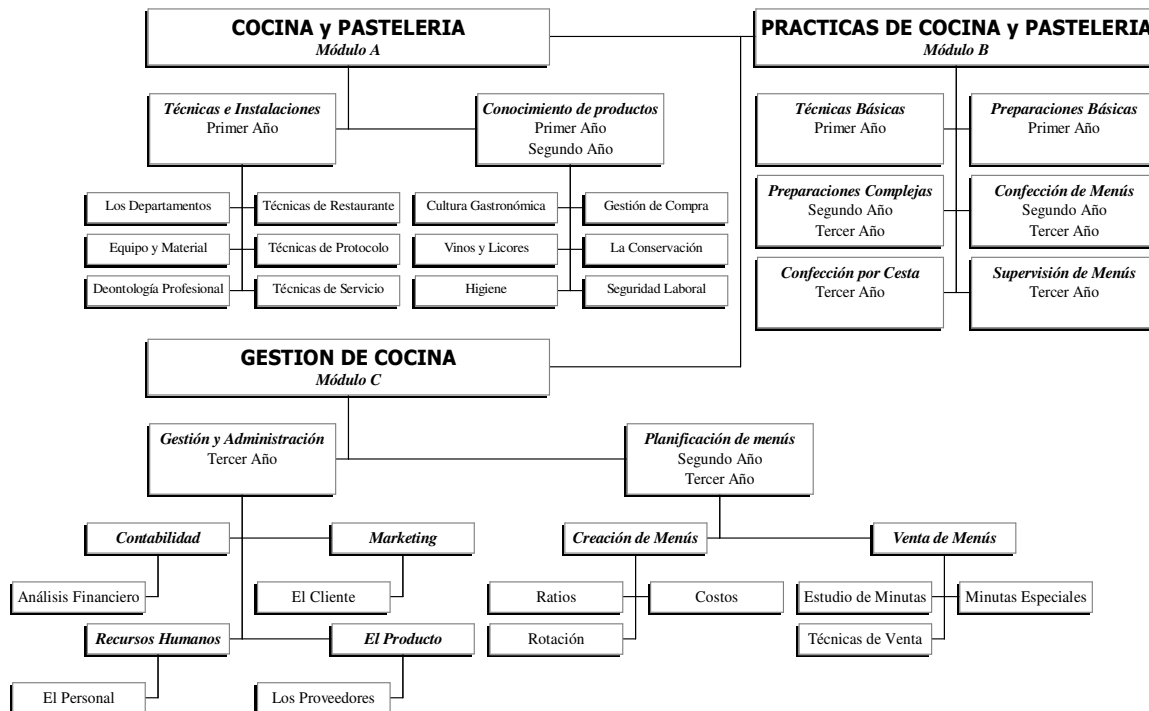 COCINA y PASTELERIA
Módulo A
PRACTICAS DE COCINA y PASTELERIA
Módulo B
Técnicas e Instalaciones
Primer Año
Conocimiento de productos
Primer Año
Segundo Año
Técnicas Básicas
Primer Año
Preparaciones Básicas
Primer Año
Los Departamentos
Técnicas de Restaurante
Cultura Gastronómica
Gestión de Compra
Equipo y Material
Técnicas de Protocolo
Vinos y Licores
La Conservación
Deontología Profesional
Técnicas de Servicio
Higiene
Seguridad Laboral
Preparaciones Complejas
Segundo Año
Tercer Año
Confección de Menús
Segundo Año
Tercer Año
Confección por Cesta
Tercer Año
Supervisión de Menús
Tercer Año
GESTION DE COCINA
Módulo C
Gestión y Administración
Tercer Año
Planificación de menús
Segundo Año
Tercer Año
Contabilidad
Marketing
Creación de Menús
Venta de Menús
Análisis Financiero
El Cliente
Ratios
Costos
Estudio de Minutas
Minutas Especiales
Recursos Humanos
El Producto
Rotación
Técnicas de Venta
El Personal
Los Proveedores